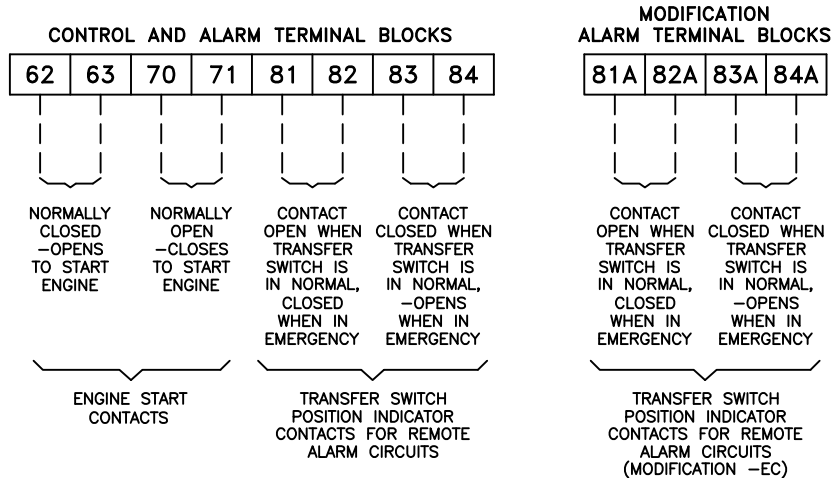 CONTROL AND ALARM TERMINAL BLOCKS
62 63 70 71 81 82 83 84
NORMALLY
CLOSED
–OPENS
TO START
ENGINE
NORMALLY
OPEN
–CLOSES
TO START
ENGINE
CONTACT
OPEN WHEN
TRANSFER
SWITCH IS
IN NORMAL,
CLOSED
WHEN IN
EMERGENCY
CONTACT
CLOSED WHEN
TRANSFER
SWITCH IS
IN NORMAL,
–OPENS
WHEN IN
EMERGENCY
ENGINE START
CONTACTS
TRANSFER SWITCH
POSITION INDICATOR
CONTACTS FOR REMOTE
ALARM CIRCUITS
MODIFICATION
ALARM TERMINAL BLOCKS
81A 82A 83A 84A
CONTACT
OPEN WHEN
TRANSFER
SWITCH IS
IN NORMAL,
CLOSED
WHEN IN
EMERGENCY
CONTACT
CLOSED WHEN
TRANSFER
SWITCH IS
IN NORMAL,
–OPENS
WHEN IN
EMERGENCY
TRANSFER SWITCH
POSITION INDICATOR
CONTACTS FOR REMOTE
ALARM CIRCUITS
(MODIFICATION –EC)